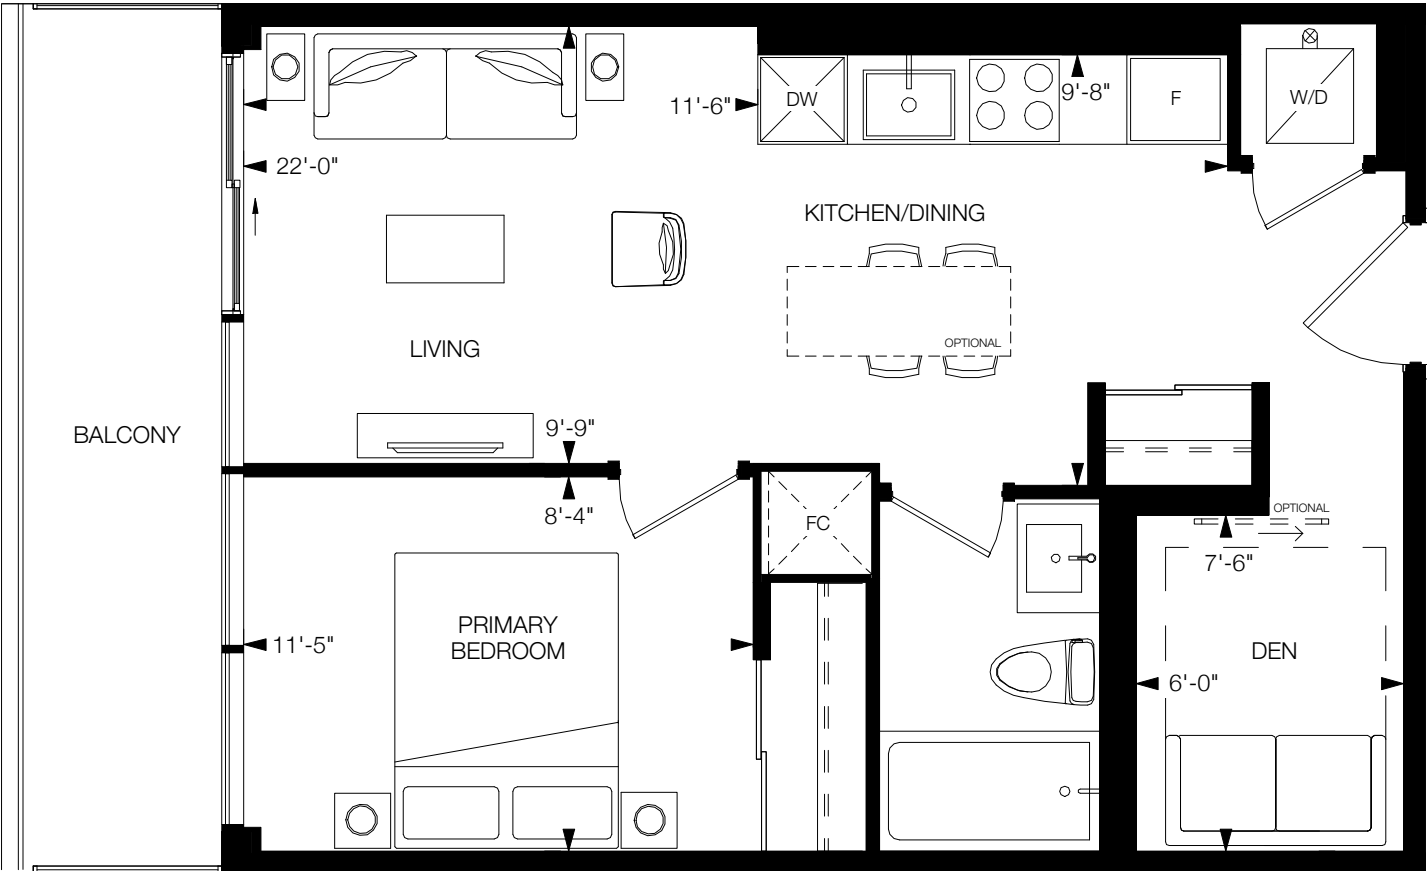 DW
F
W/D
11'-6"
9'-8"
22'-0"
KITCHEN/DINING
OPTIONAL
LIVING
BALCONY
9'-9"
8'-4"
FC
OPTIONAL
7'-6"
PRIMARY
BEDROOM
11'-5"
DEN
6'-0"